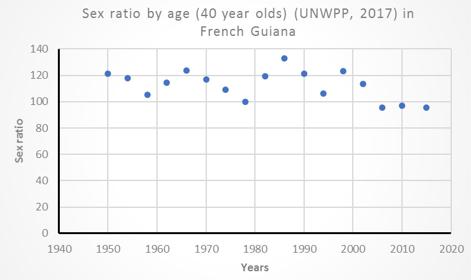 Sex ratio by age (40 year olds) (UNWPP, 2017) in
French Guiana
140
120
100
80
60
40
20
0
Sex ratio
1940 1950 1960 1970 1980 1990 2000 2010 2020
Years